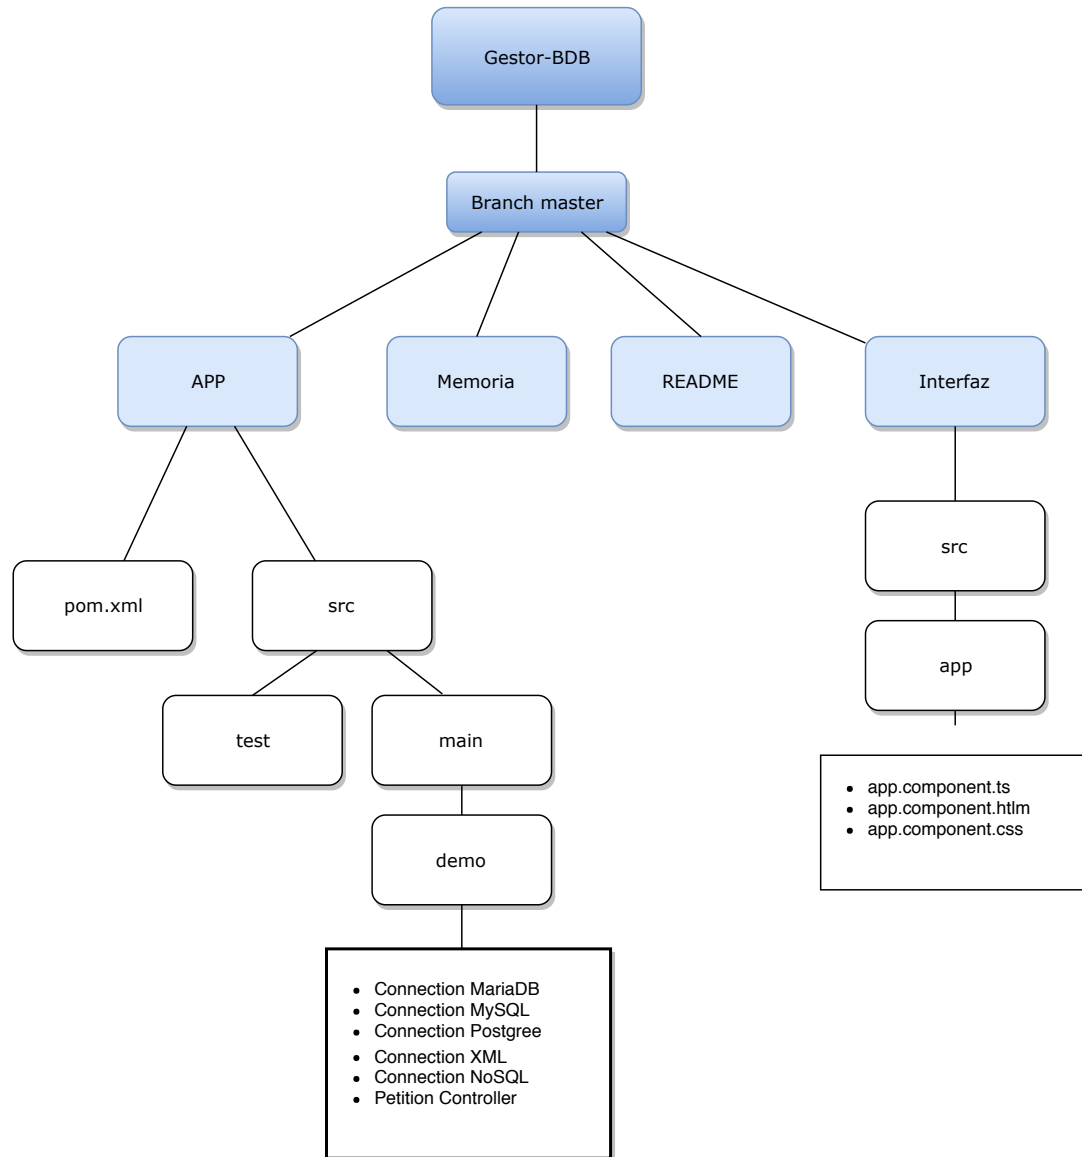 Gestor-BDB
Branch master
APP
Memoria
README
Interfaz
src
pom.xml
src
app
test
main
app.component.ts
app.component.htlm
app.component.css
demo
Connection MariaDB
Connection MySQL
Connection Postgree
Connection XML
Connection NoSQL
Petition Controller